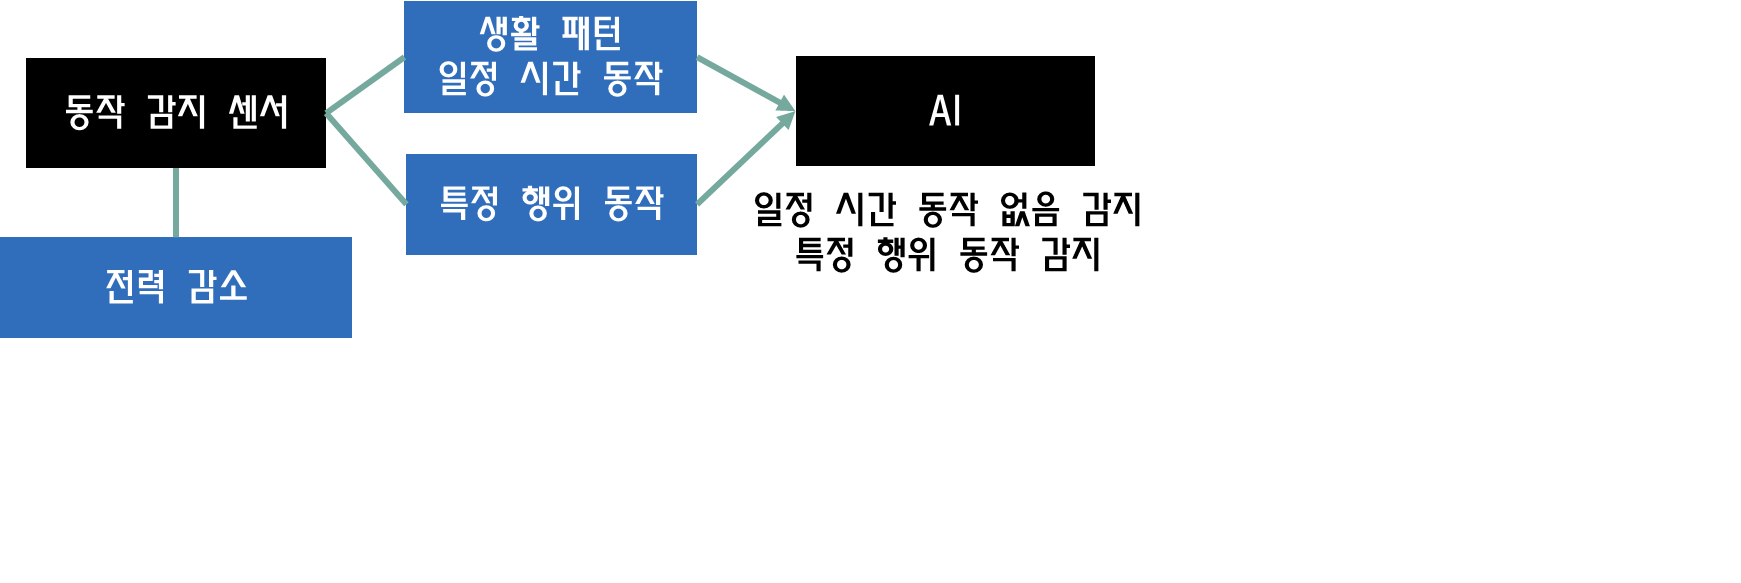 생활 패턴
일정 시간 동작
동작 감지 센서
AI
특정 행위 동작
일정 시간 동작 없음 감지
특정 행위 동작 감지
전력 감소